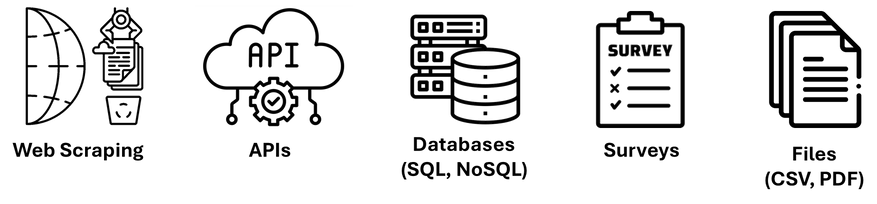 API
SURVEY
Web Scraping
APIs
Databases
(SQL, NoSQL)
Surveys
Files
(CSV, PDF)